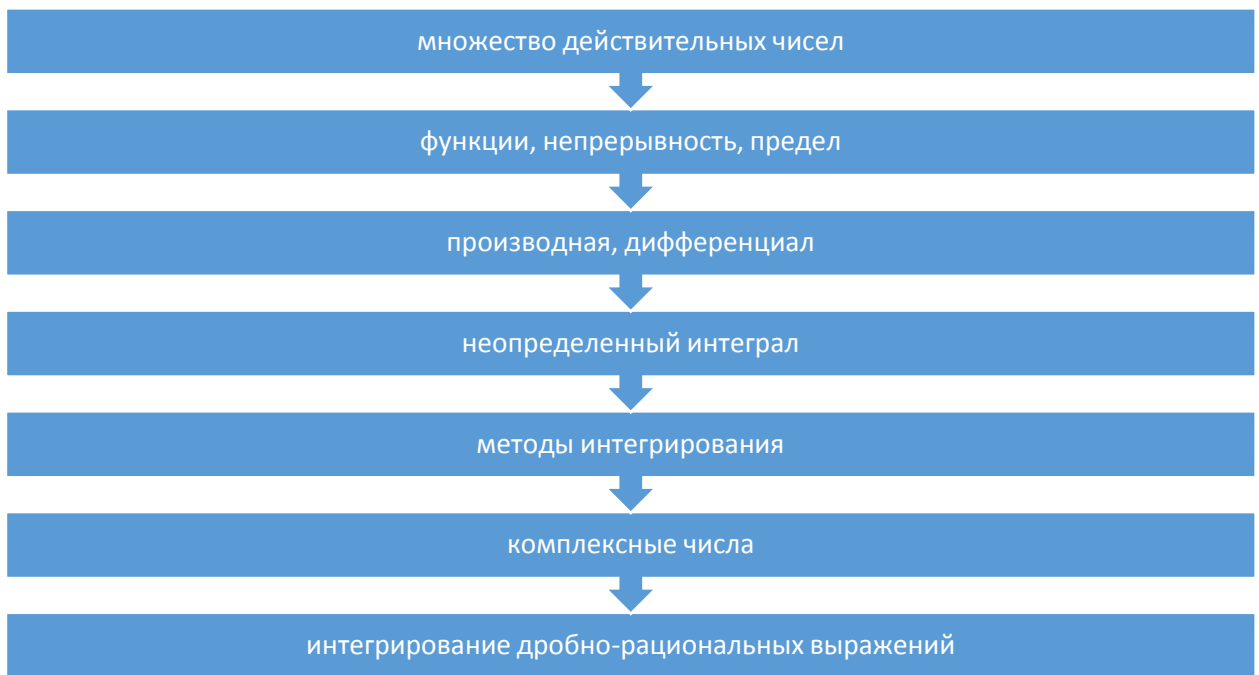 множество действительных чисел
функции, непрерывность, предел
производная, дифференциал
неопределенный интеграл
методы интегрирования
комплексные числа
интегрирование дробно-рациональных выражений